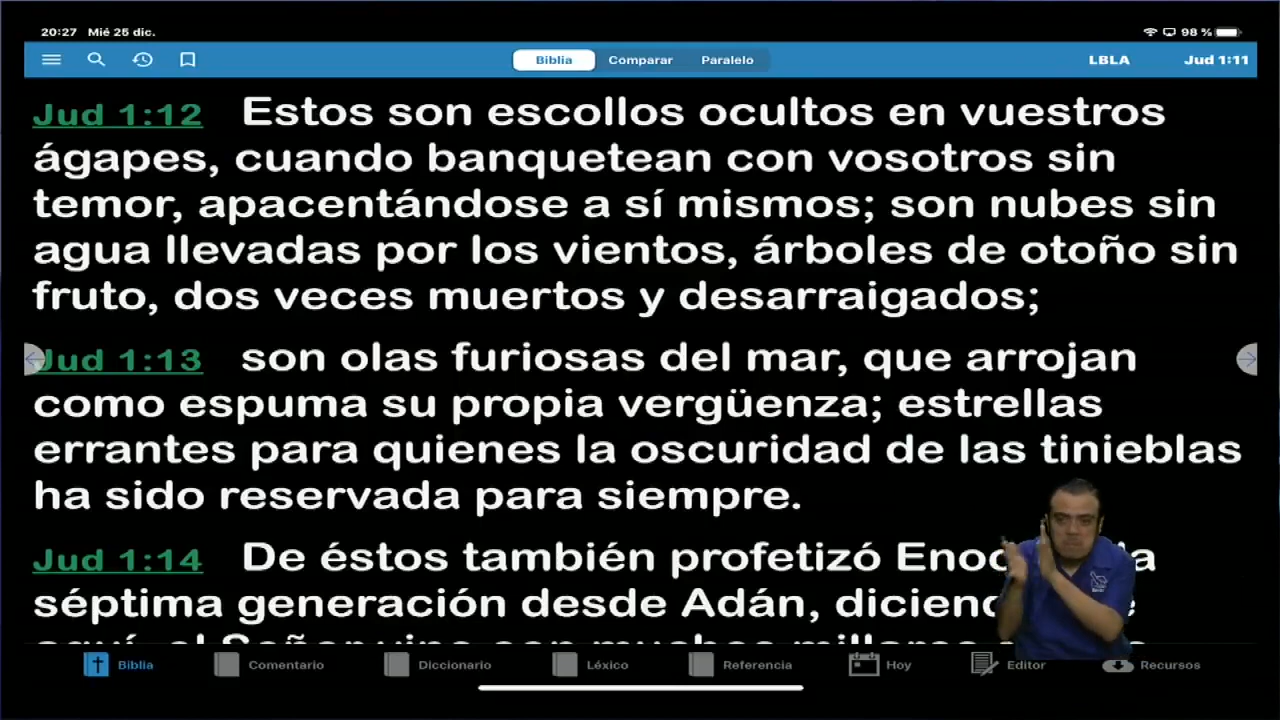 20:27 Mié 25 dic.
98 %
Biblia Comparar Paralelo LBLA Jud 1:11
Jud 1:12 Estos son escollos ocultos en vuestros
ágapes, cuando banquetean con vosotros sin
temor, apacentándose a sí mismos; son nubes sin
agua llevadas por los vientos, árboles de otoño sin
fruto, dos veces muertos y desarraigados;
Jud 1:13 son olas furiosas del mar, que arrojan
como espuma su propia vergüenza; estrellas
errantes para quienes la oscuridad de las tinieblas
ha sido reservada para siempre.
Jud 1:14 De éstos también profetizó
séptima generación desde Adán,
Biblia Comentario Diccionario Léxico Referencia Hoy Editor Recursos